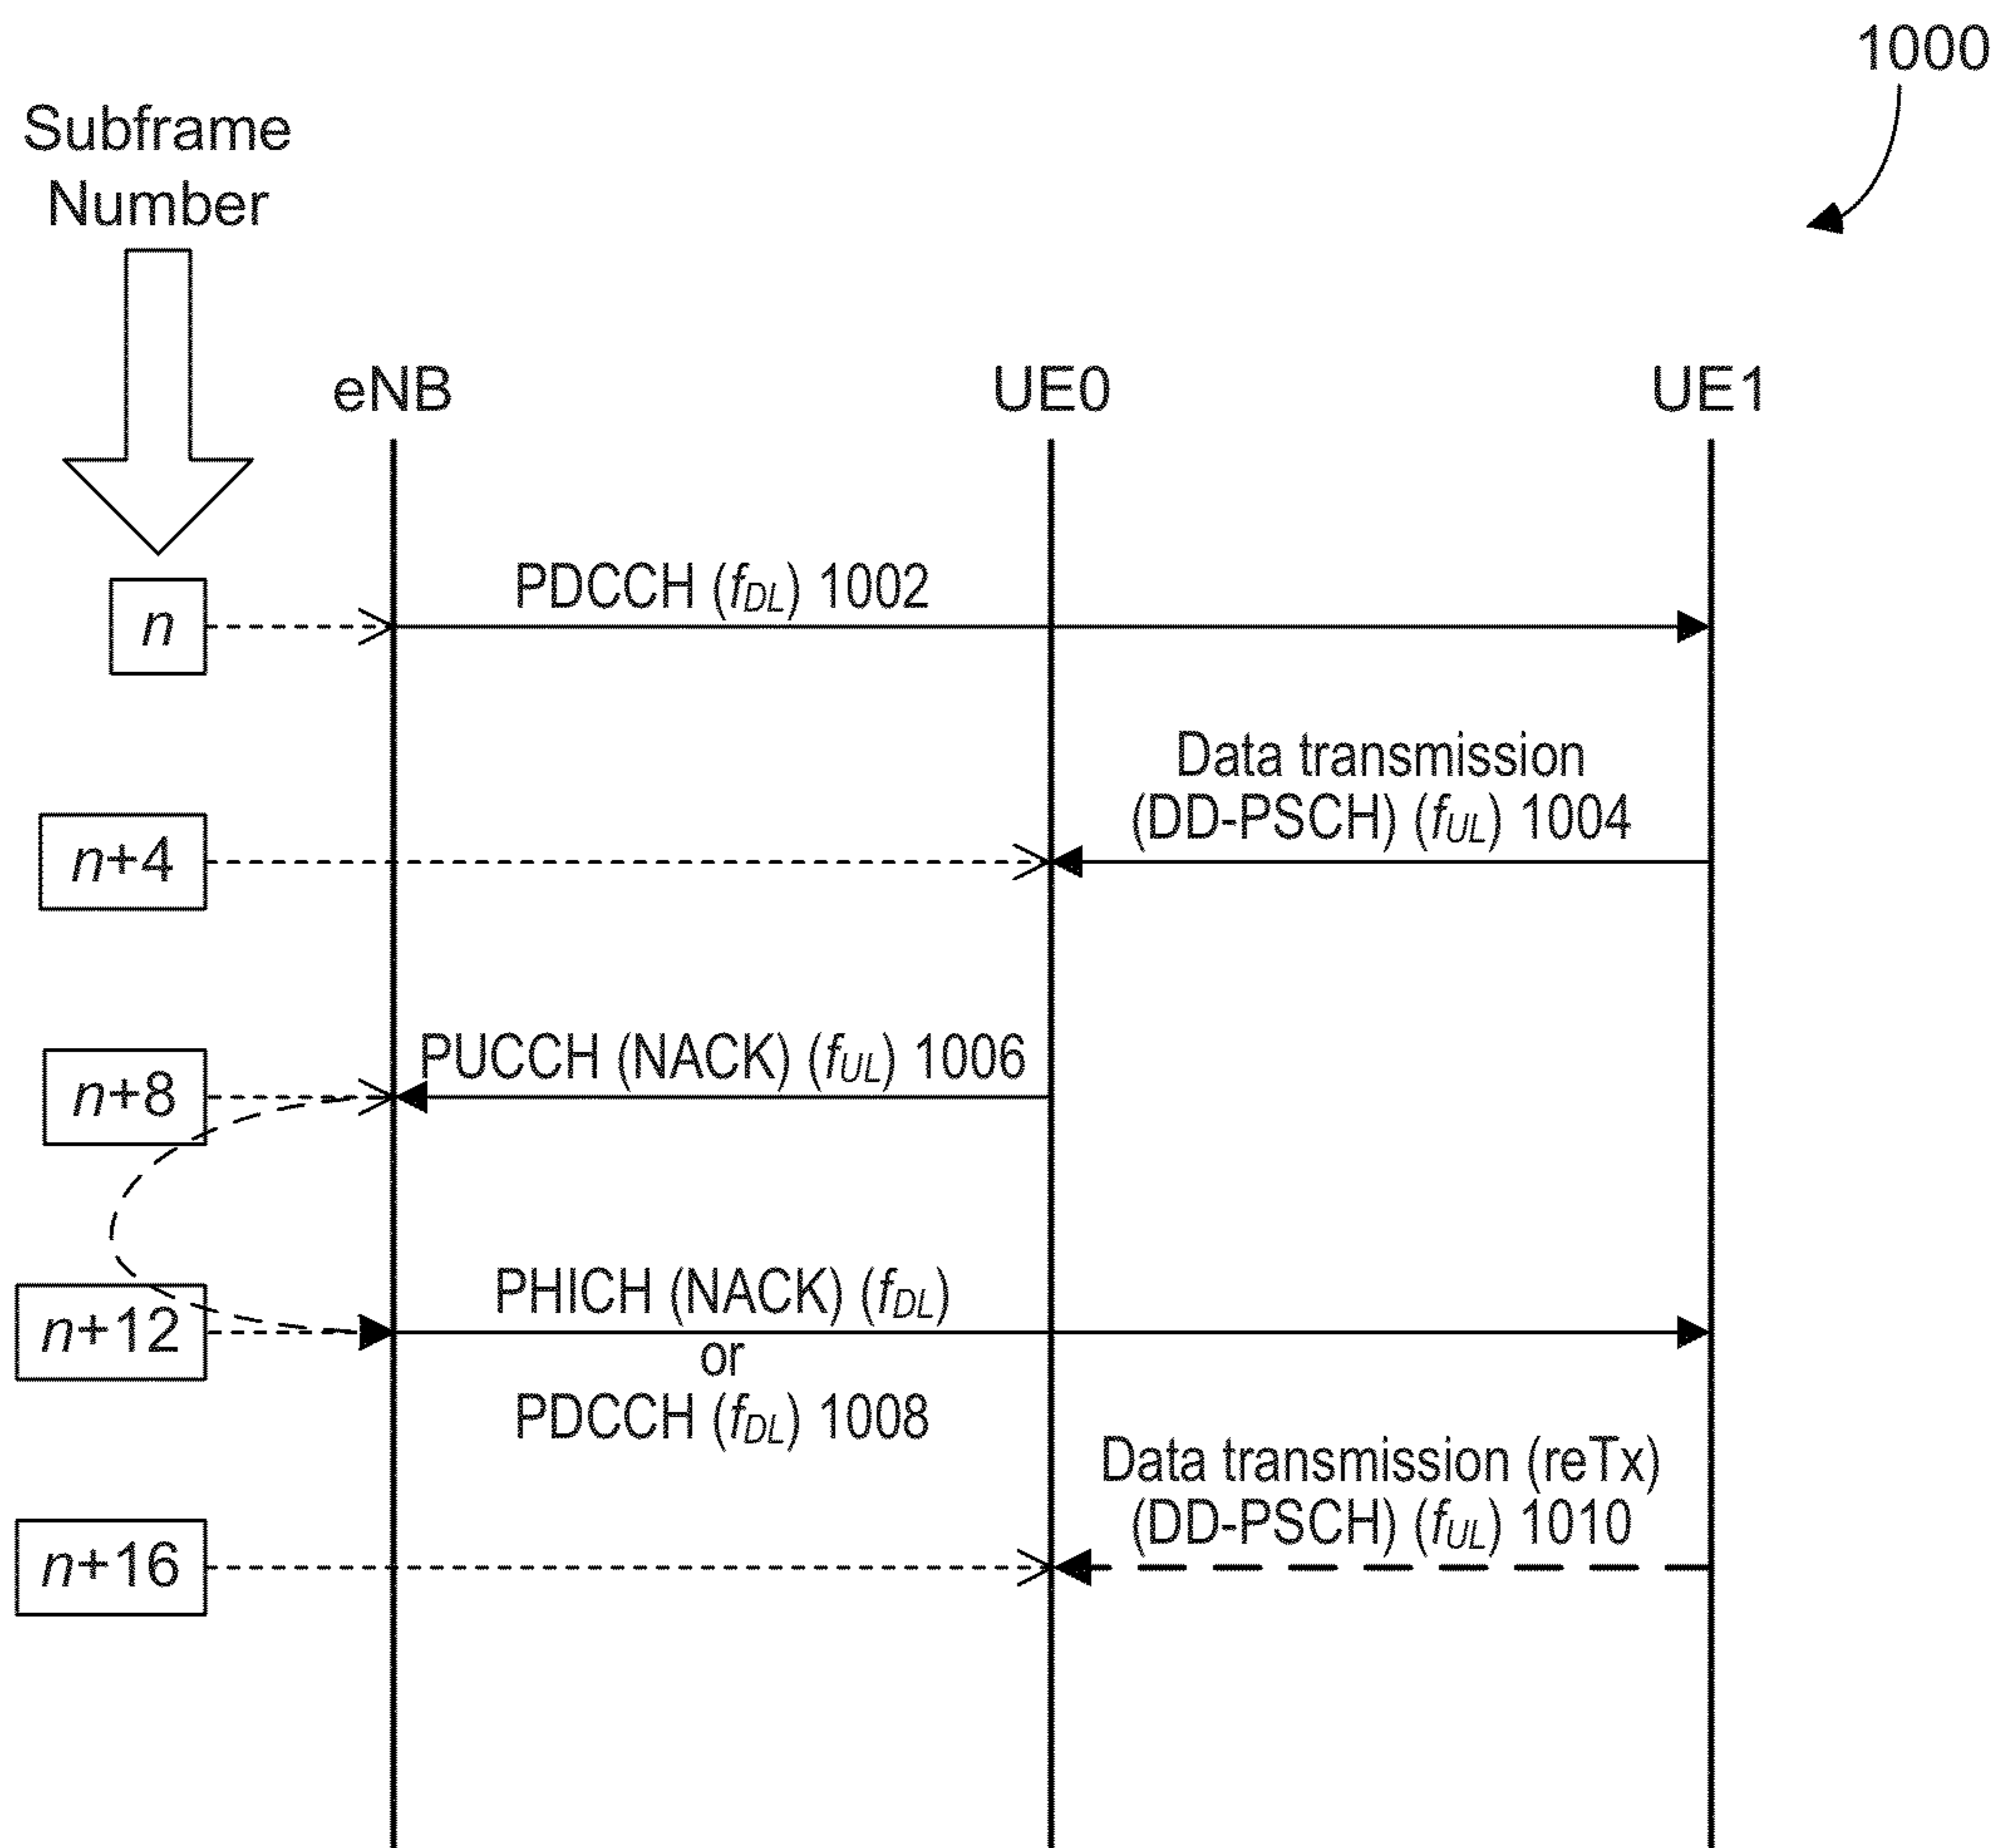 1000
Subframe
Number
eNB
UE0
UE1
n
PDCCH (fDL) 1002
Data transmission
(DD-PSCH) (fUL) 1004
n+4
PUCCH (NACK) (fUL) 1006
n+8
PHICH (NACK) (fDL)
n+12
or
PDCCH (fDL) 1008
Data transmission (reTx)
(DD-PSCH) (fUL) 1010
n+16